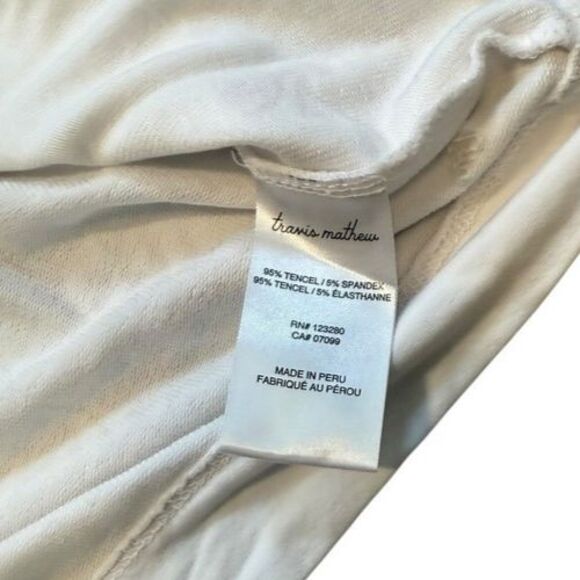 travis mathew
95% TENCEL / 5% SPANDEX
95% TENCEL / 5% ÉLASTHANNE
RN# 123280
CA# 07099
MADE IN PERU
FABRIQUÉ AU PÉROU